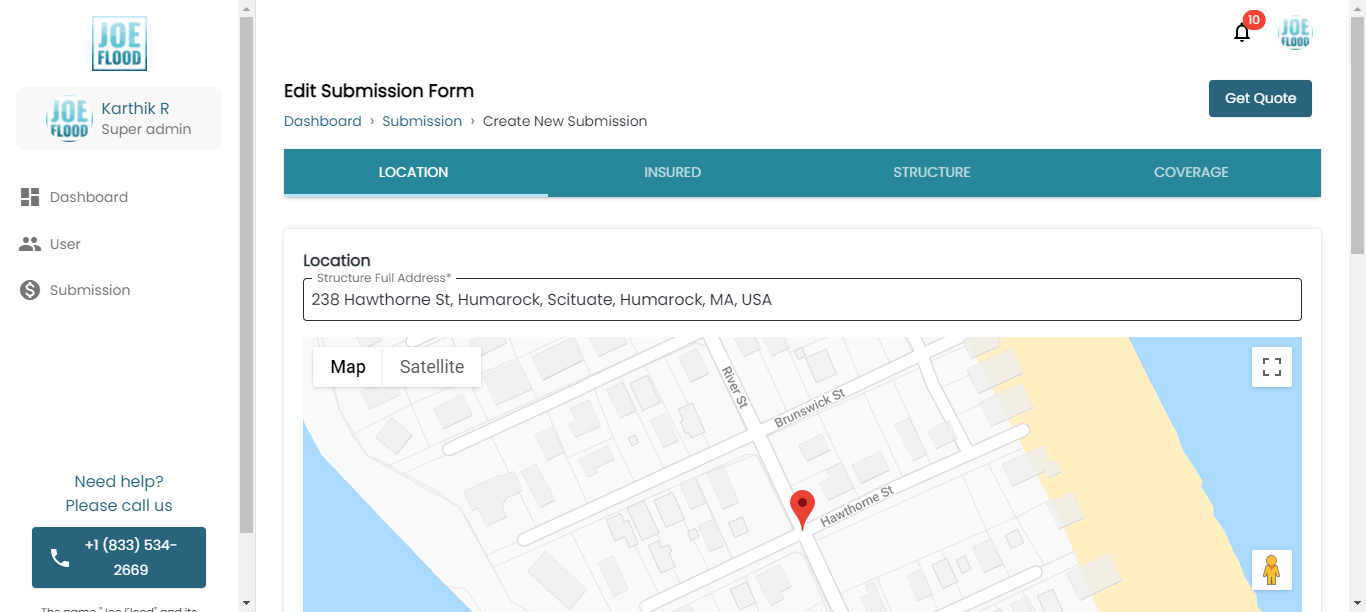 JOE
FLOOD
JOE
FLOOD
Karthik R
Super admin
Dashboard
User
Submission
Need help?
Please call us
+1 (833) 534-
2669
The name "Joe Flood" and its
10
JOE
FLOOD
Edit Submission Form
Get Quote
Dashboard › Submission › Create New Submission
LOCATION INSURED STRUCTURE COVERAGE
Location
Structure Full Address*
238 Hawthorne St, Humarock, Scituate, Humarock, MA, USA
Map Satellite
River St
Brunswick St
Hawthorne St